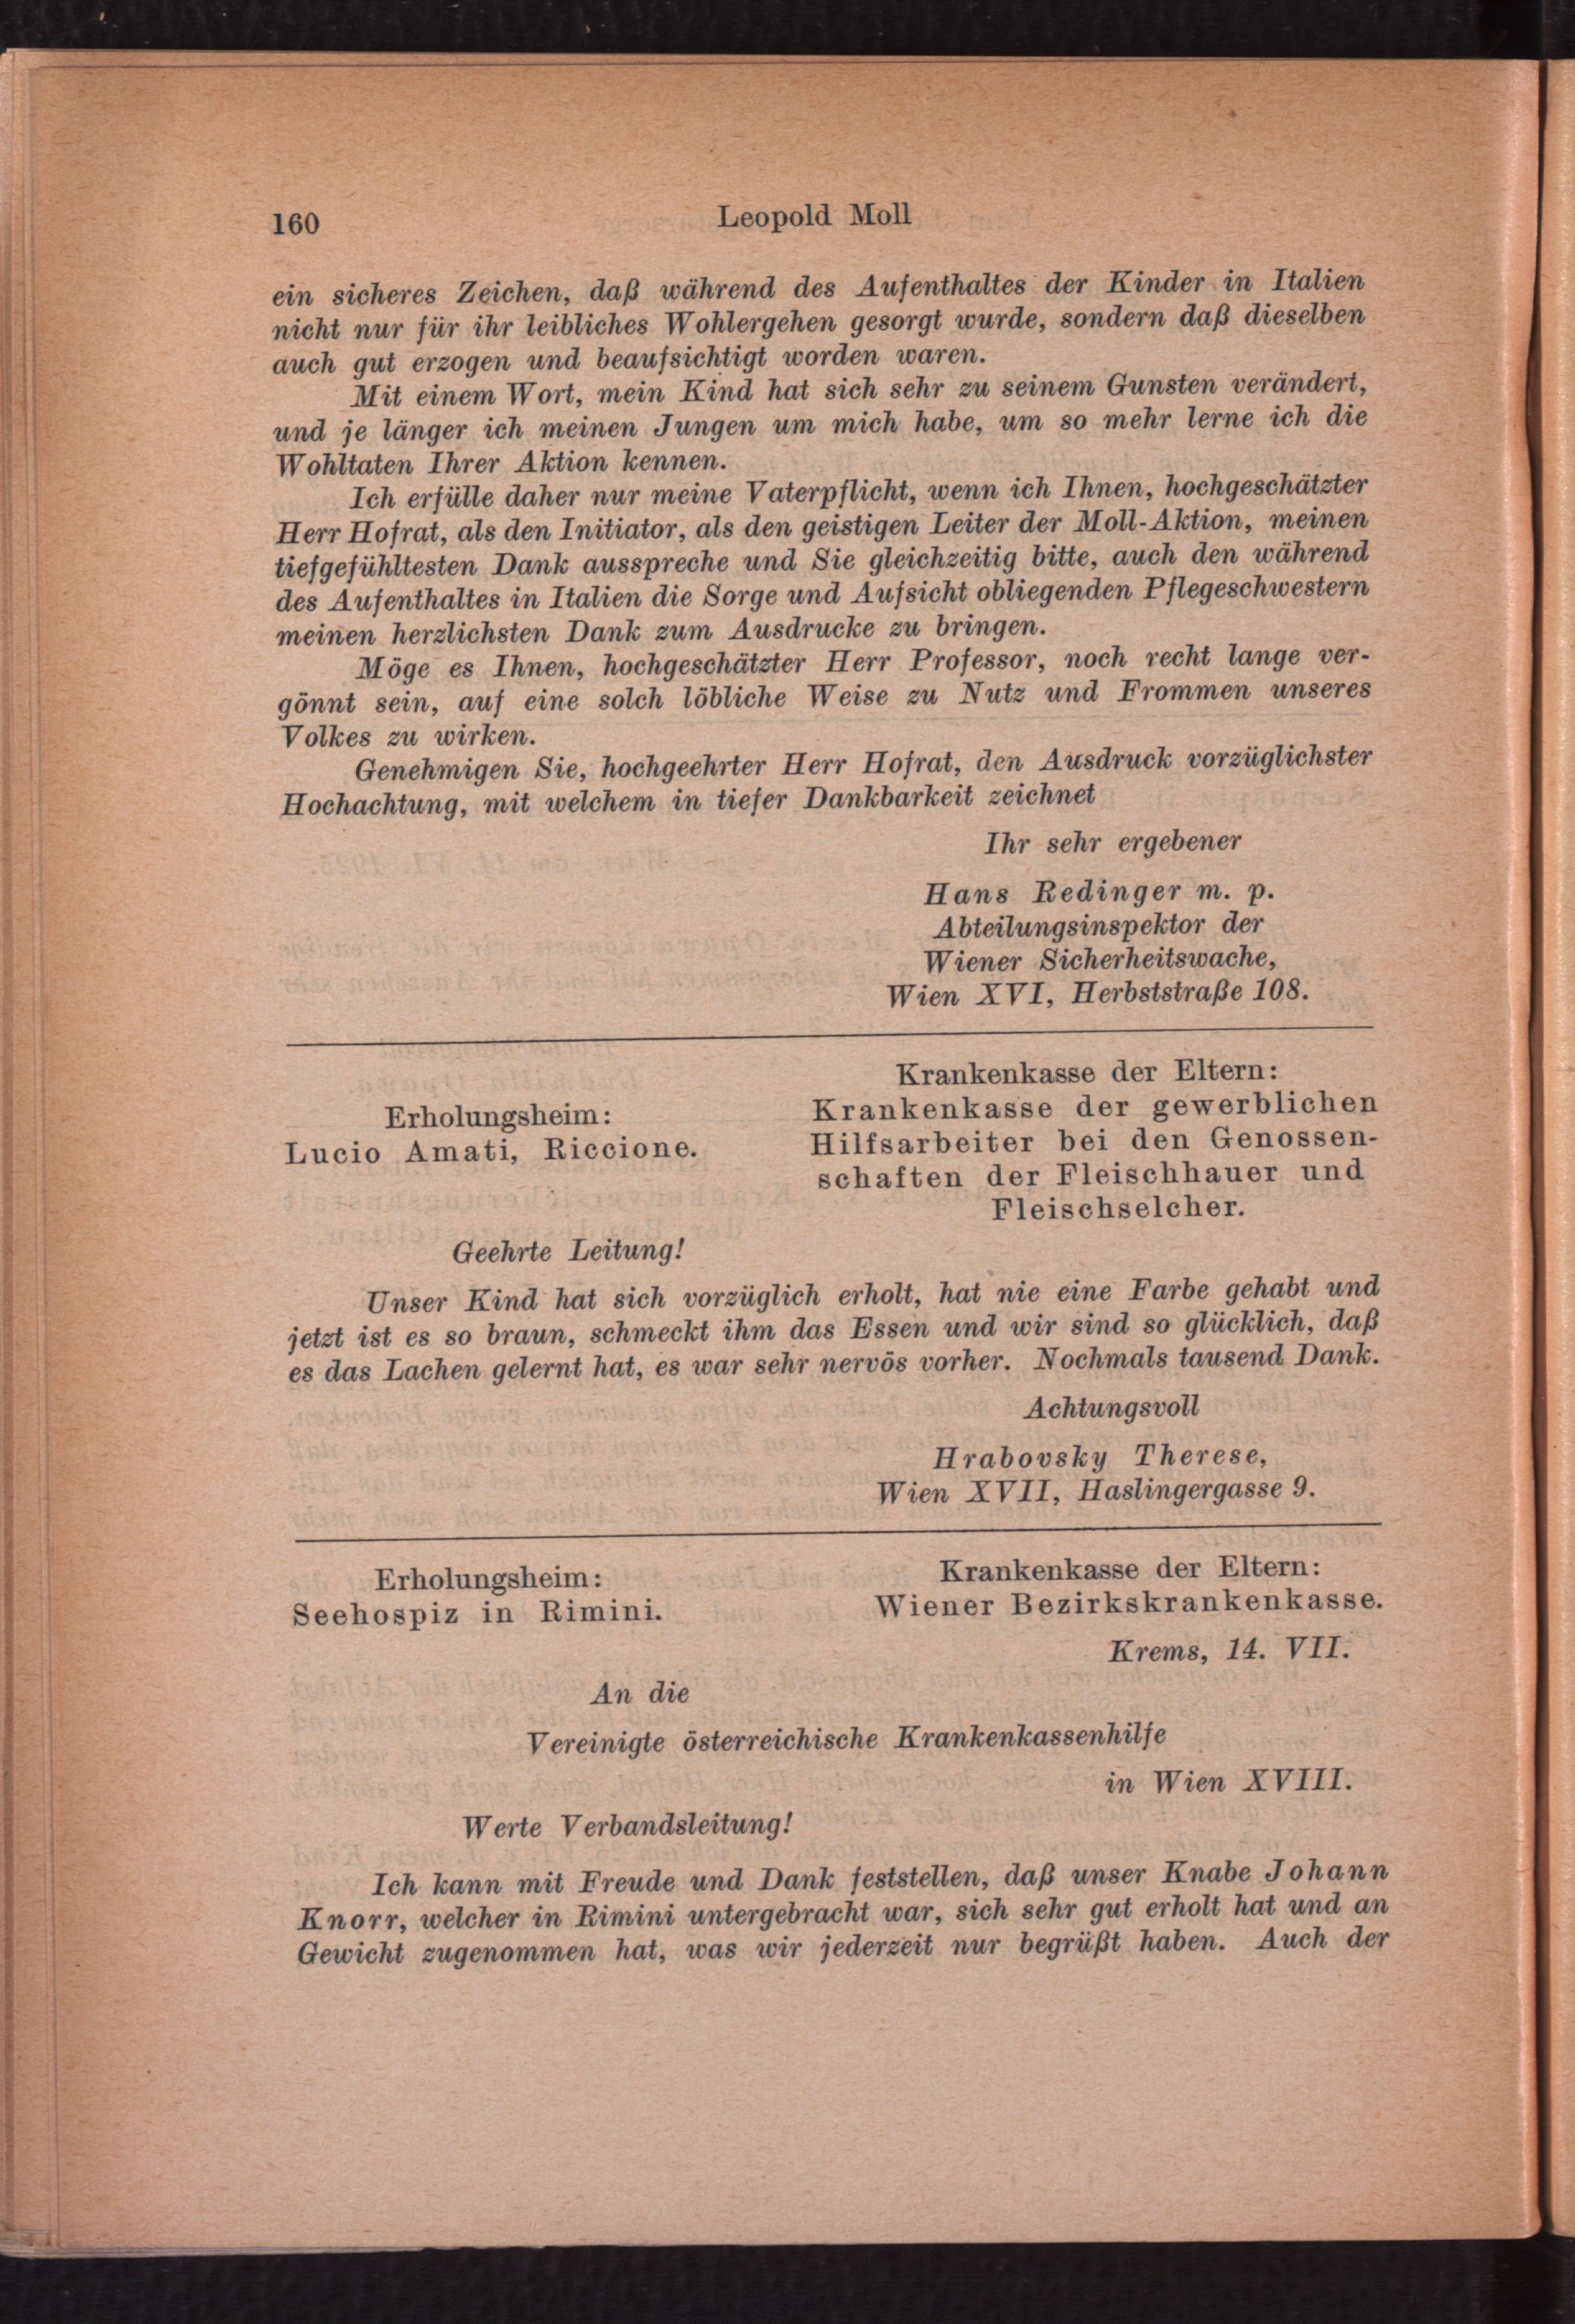 160
Leopold Moll
ein sicheres Zeichen, daß während des Aufenthaltes der Kinder in Italien
nicht nur für ihr leibliches Wohlergehen gesorgt wurde, sondern daß dieselben
auch gut erzogen und beaufsichtigt worden waren.
Mit einem Wort, mein Kind hat sich sehr zu seinem Gunsten verändert,
und je länger ich meinen Jungen um mich habe, um so mehr lerne ich die
Wohltaten Ihrer Aktion kennen.
Ich erfülle daher nur meine Vaterpflicht, wenn ich Ihnen, hochgeschätzter
Herr Hofrat, als den Initiator, als den geistigen Leiter der Moll-Aktion, meinen
tiefgefühltesten Dank ausspreche und Sie gleichzeitig bitte, auch den während
des Aufenthaltes in Italien die Sorge und Aufsicht obliegenden Pflegeschwestern
meinen herzlichsten Dank zum Ausdrucke zu bringen.
Möge es Ihnen, hochgeschätzter Herr Professor, noch recht lange ver-
gönnt sein, auf eine solch löbliche Weise zu Nutz und Frommen unseres
Volkes zu wirken.
Genehmigen Sie, hochgeehrter Herr Hofrat, den Ausdruck vorzüglichster
Hochachtung, mit welchem in tiefer Dankbarkeit zeichnet
Ihr sehr ergebener
Hans Redinger m. p.
Abteilungsinspektor der
Wiener Sicherheitswache,
Wien XVI, Herbststraße 108.
Erholungsheim:
Lucio Amati, Riccione.
Krankenkasse der Eltern:
Krankenkasse der gewerblichen
Hilfsarbeiter bei den Genossen-
schaften der Fleischhauer und
Fleischselcher.
Geehrte Leitung!
Unser Kind hat sich vorzüglich erholt, hat nie eine Farbe gehabt und
jetzt ist es so braun, schmeckt ihm das Essen und wir sind so glücklich, daß
es das Lachen gelernt hat, es war sehr nervös vorher. Nochmals tausend Dank.
Achtungsvoll
Hrabovsky Therese,
Wien XVII, Haslingergasse 9.
Erholungsheim:
Seehospiz in Rimini.
Krankenkasse der Eltern:
Wiener Bezirkskrankenkasse.
Krems, 14. VII.
An die
Vereinigte österreichische Krankenkassenhilfe
in Wien XVIII.
Werte Verbandsleitung!
Ich kann mit Freude und Dank feststellen, daß unser Knabe Johann
Knorr, welcher in Rimini untergebracht war, sich sehr gut erholt hat und an
Gewicht zugenommen hat, was wir jederzeit nur begrüßt haben. Auch der